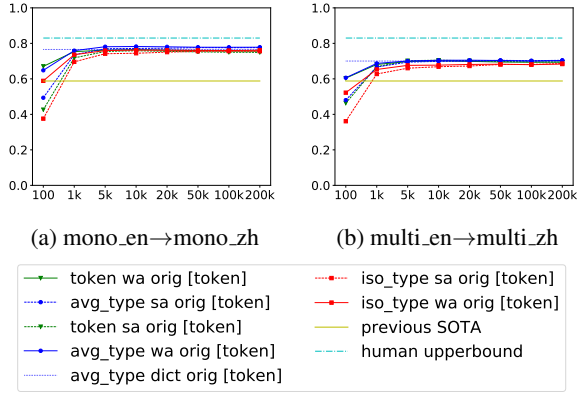 1.0
0.8
0.6
0.4
0.2
0.0
100 1k 5k 10k 20k 50k 100k 200k
(a) mono_en→mono_zh
1.0
0.8
0.6
0.4
0.2
0.0
100 1k 5k 10k 20k 50k 100k 200k
(b) multi_en→multi_zh
token wa orig [token]
avg_type sa orig [token]
token sa orig [token]
avg_type wa orig [token]
avg_type dict orig [token]
iso_type sa orig [token]
iso_type wa orig [token]
previous SOTA
human upperbound